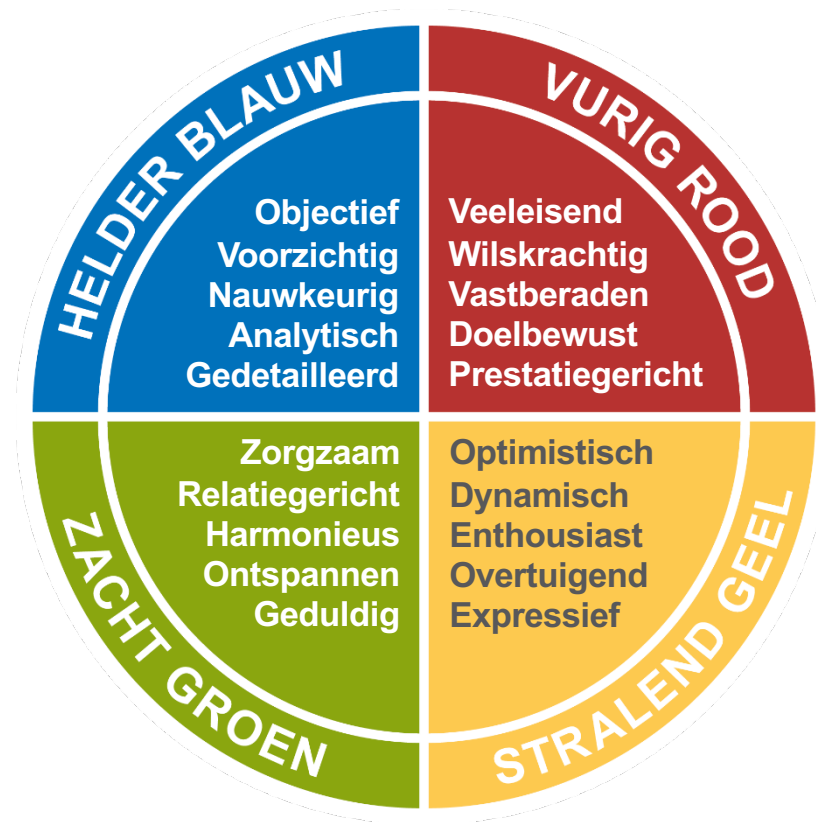 HELDER BLAUW
Objectief
Voorzichtig
Nauwkeurig
Analytisch
Gedetailleerd
VURIG ROOD
Veeleisend
Wilskrachtig
Vastberaden
Doelbewust
Prestatiegericht
ZACHT GROEN
Zorgzaam
Relatiegericht
Harmonieus
Ontspannen
Geduldig
STRALEND GEEL
Optimistisch
Dynamisch
Enthousiast
Overtuigend
Expressief